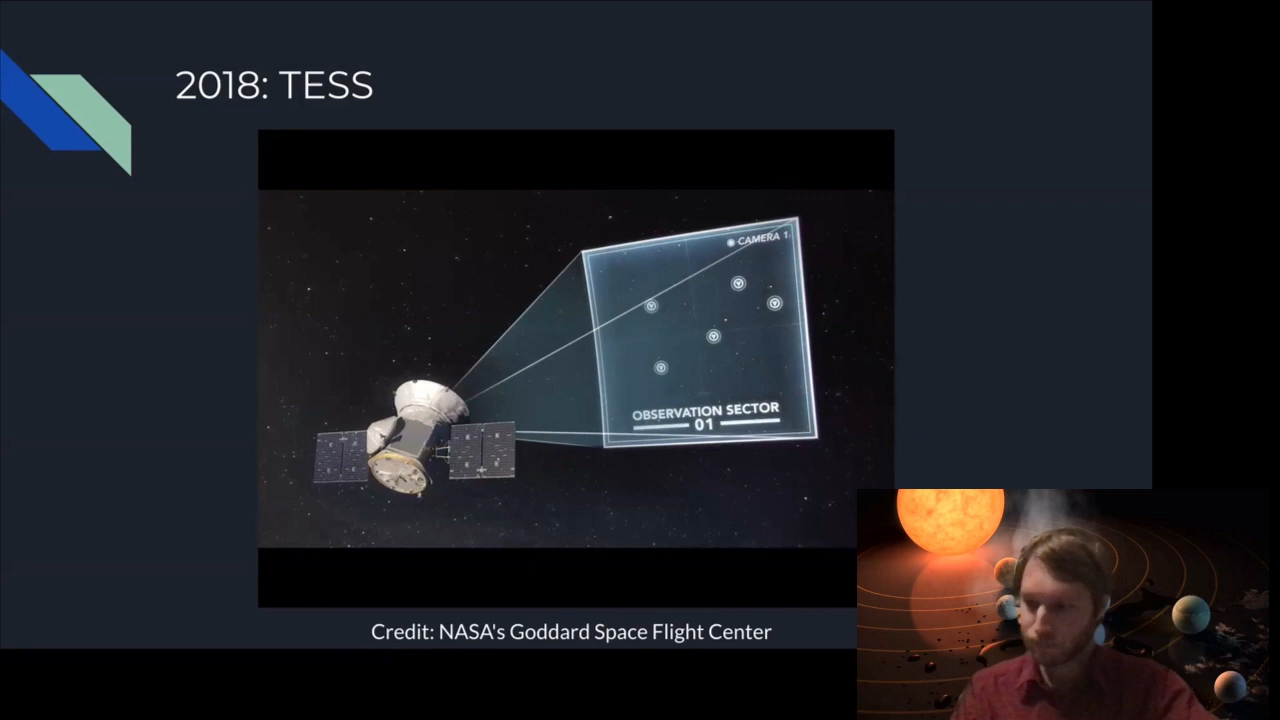 2018: TESS
CAMERA 1
OBSERVATION SECTOR
01
Credit: NASA's Goddard Space Flight Center